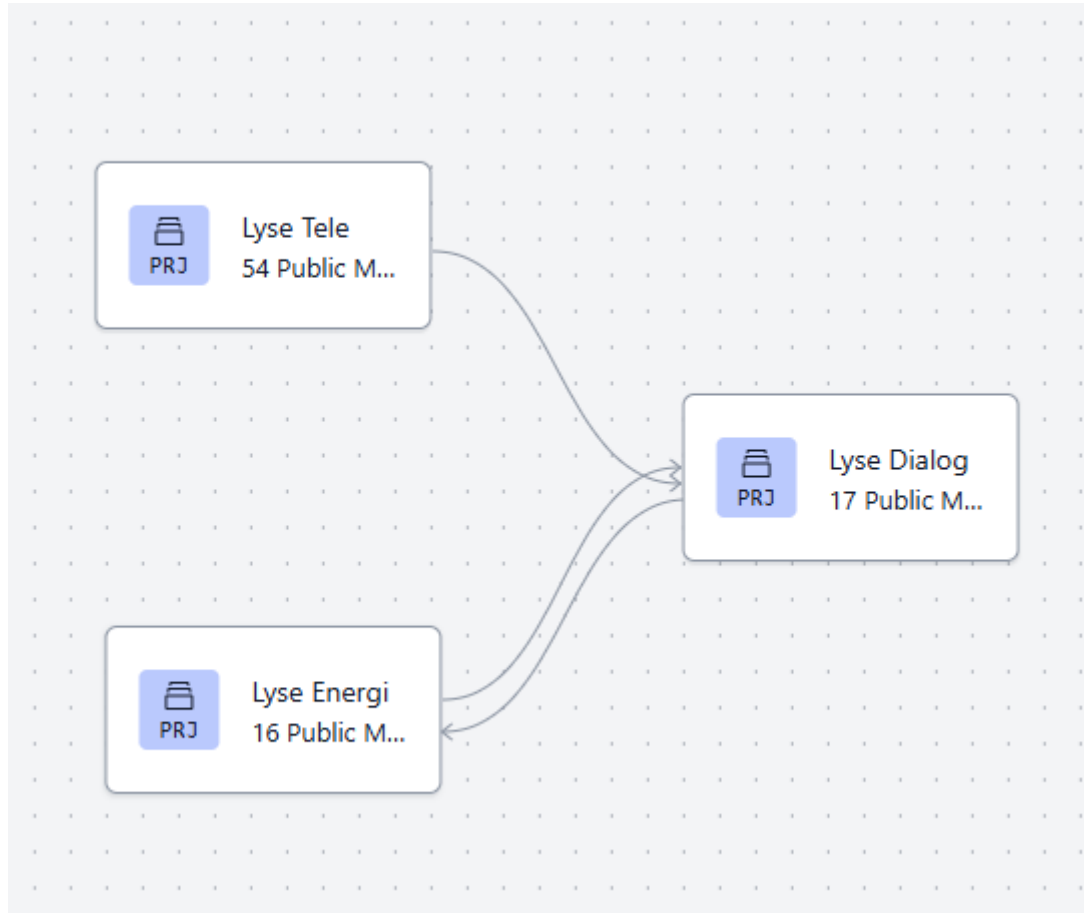 Lyse Tele
PRJ
54 Public M...
Lyse Dialog
PRJ
17 Public M...
Lyse Energi
PRJ
16 Public M...